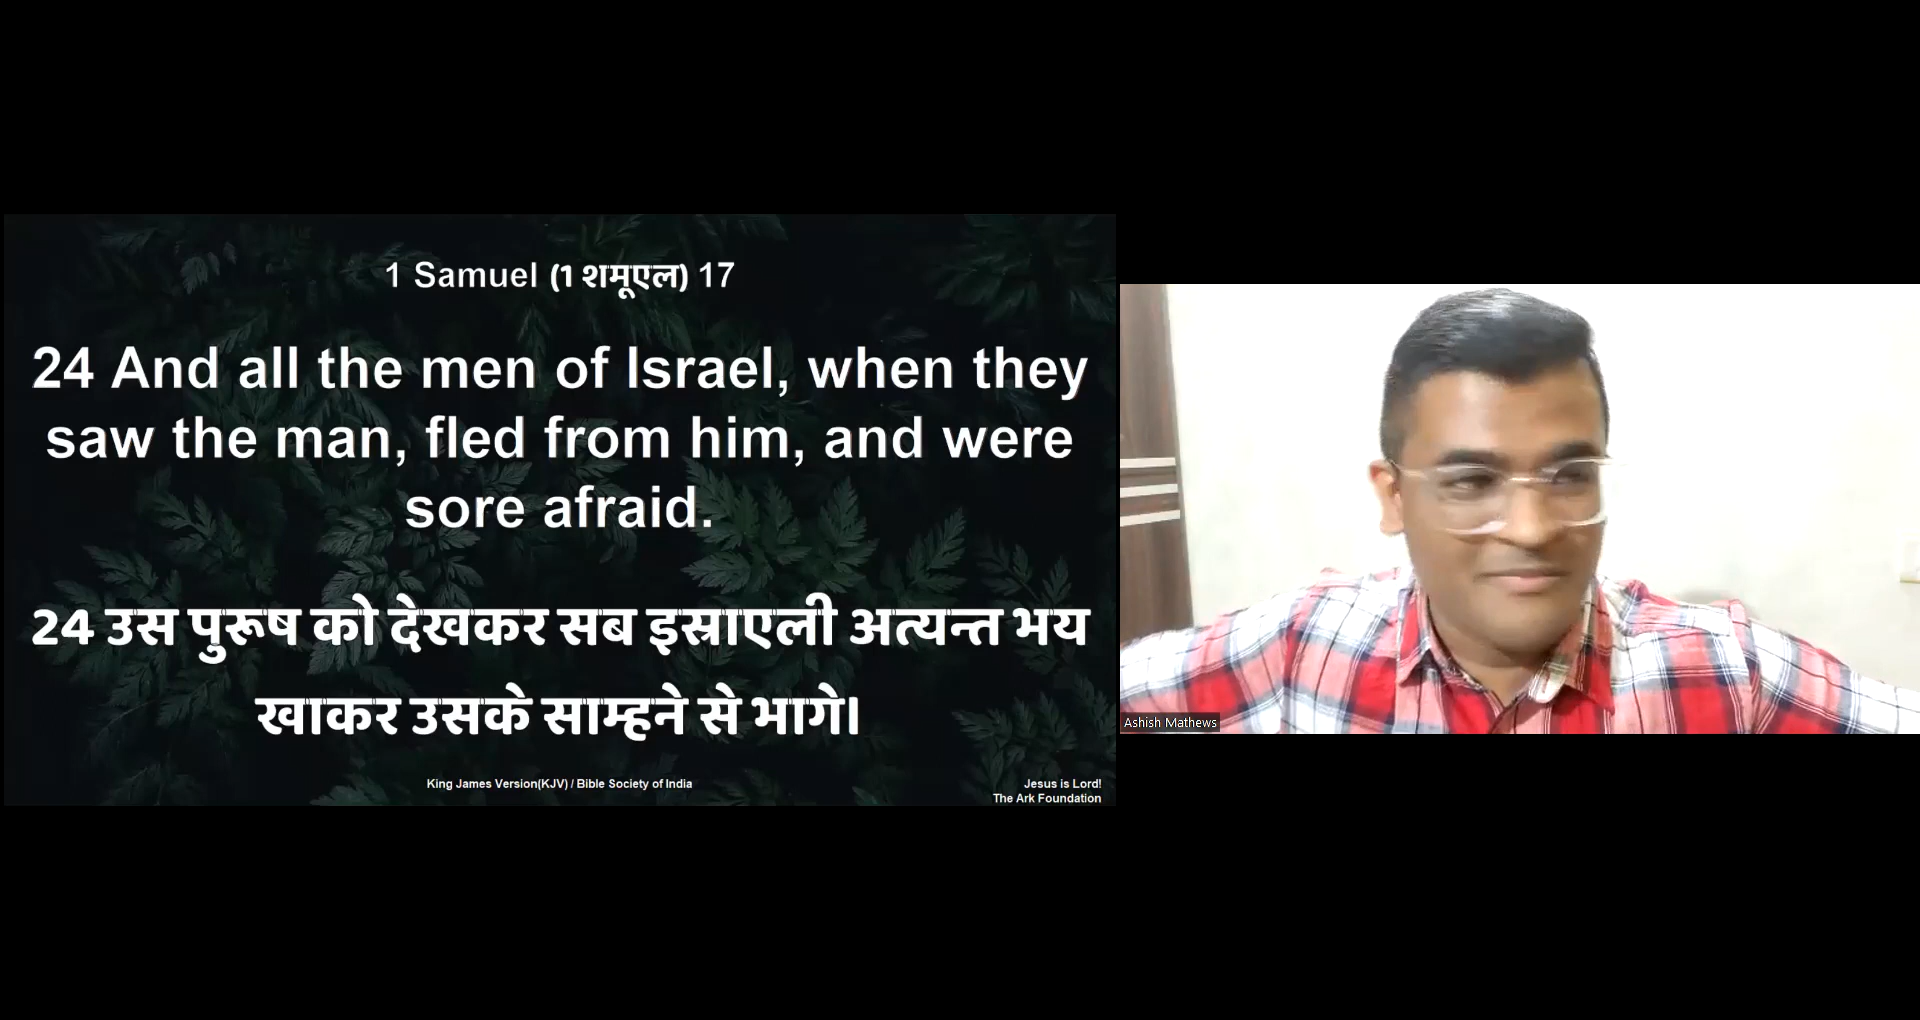 1 Samuel (1 शमूएल) 17
24 And all the men of Israel, when they
saw the man, fled from him, and were
sore afraid.
24 उस पुरूष को देखकर सब इस्राएली अत्यन्त भय
खाकर उसके साम्हने से भागे।
King James Version(KJV) / Bible Society of India
Jesus is Lord!
The Ark Foundation
Ashish Mathews